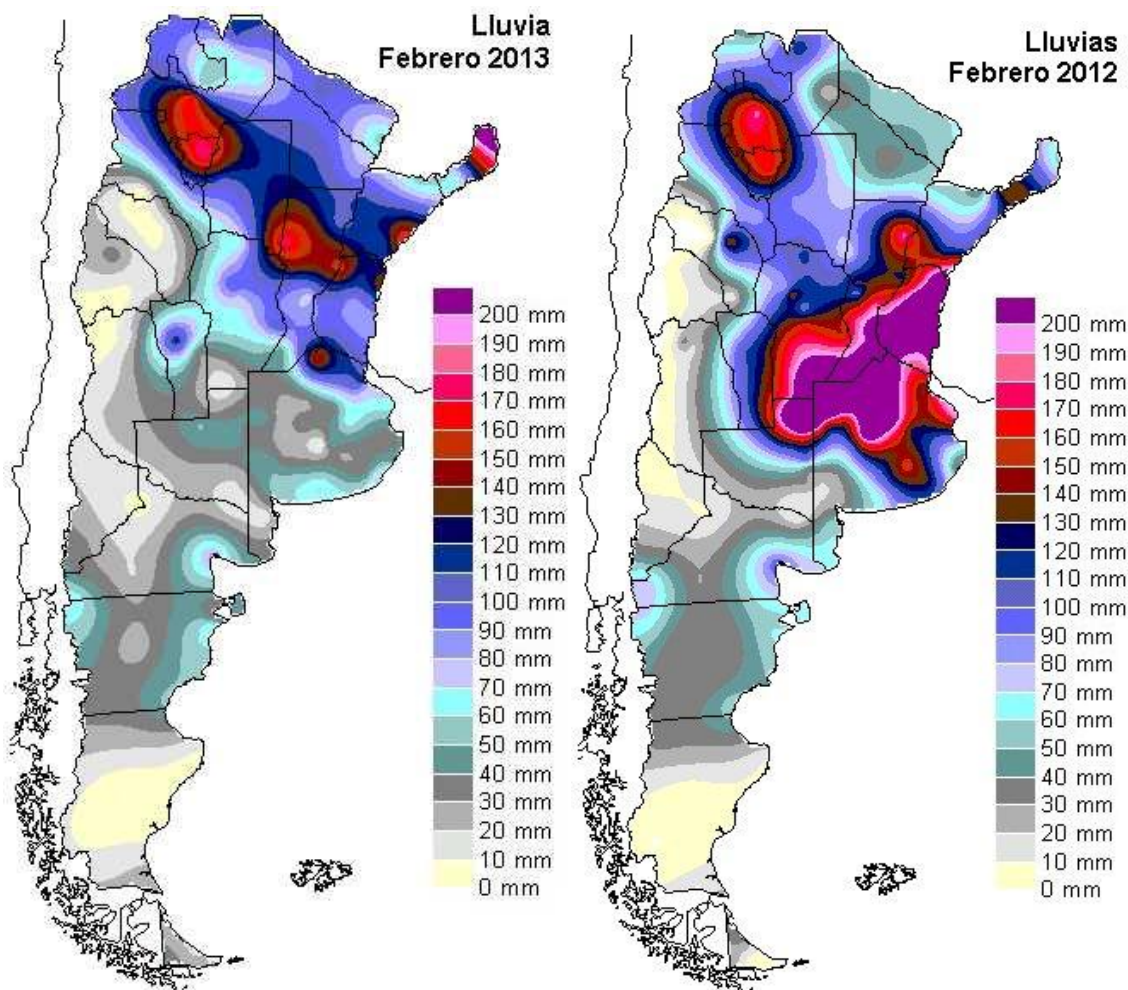 Lluvia
Febrero 2013
200 mm
190 mm
180 mm
170 mm
160 mm
150 mm
140 mm
130 mm
120 mm
110 mm
100 mm
90 mm
80 mm
70 mm
60 mm
50 mm
40 mm
30 mm
20 mm
10 mm
0 mm
Lluvias
Febrero 2012
200 mm
190 mm
180 mm
170 mm
160 mm
150 mm
140 mm
130 mm
120 mm
110 mm
100 mm
90 mm
80 mm
70 mm
60 mm
50 mm
40 mm
30 mm
20 mm
10 mm
0 mm